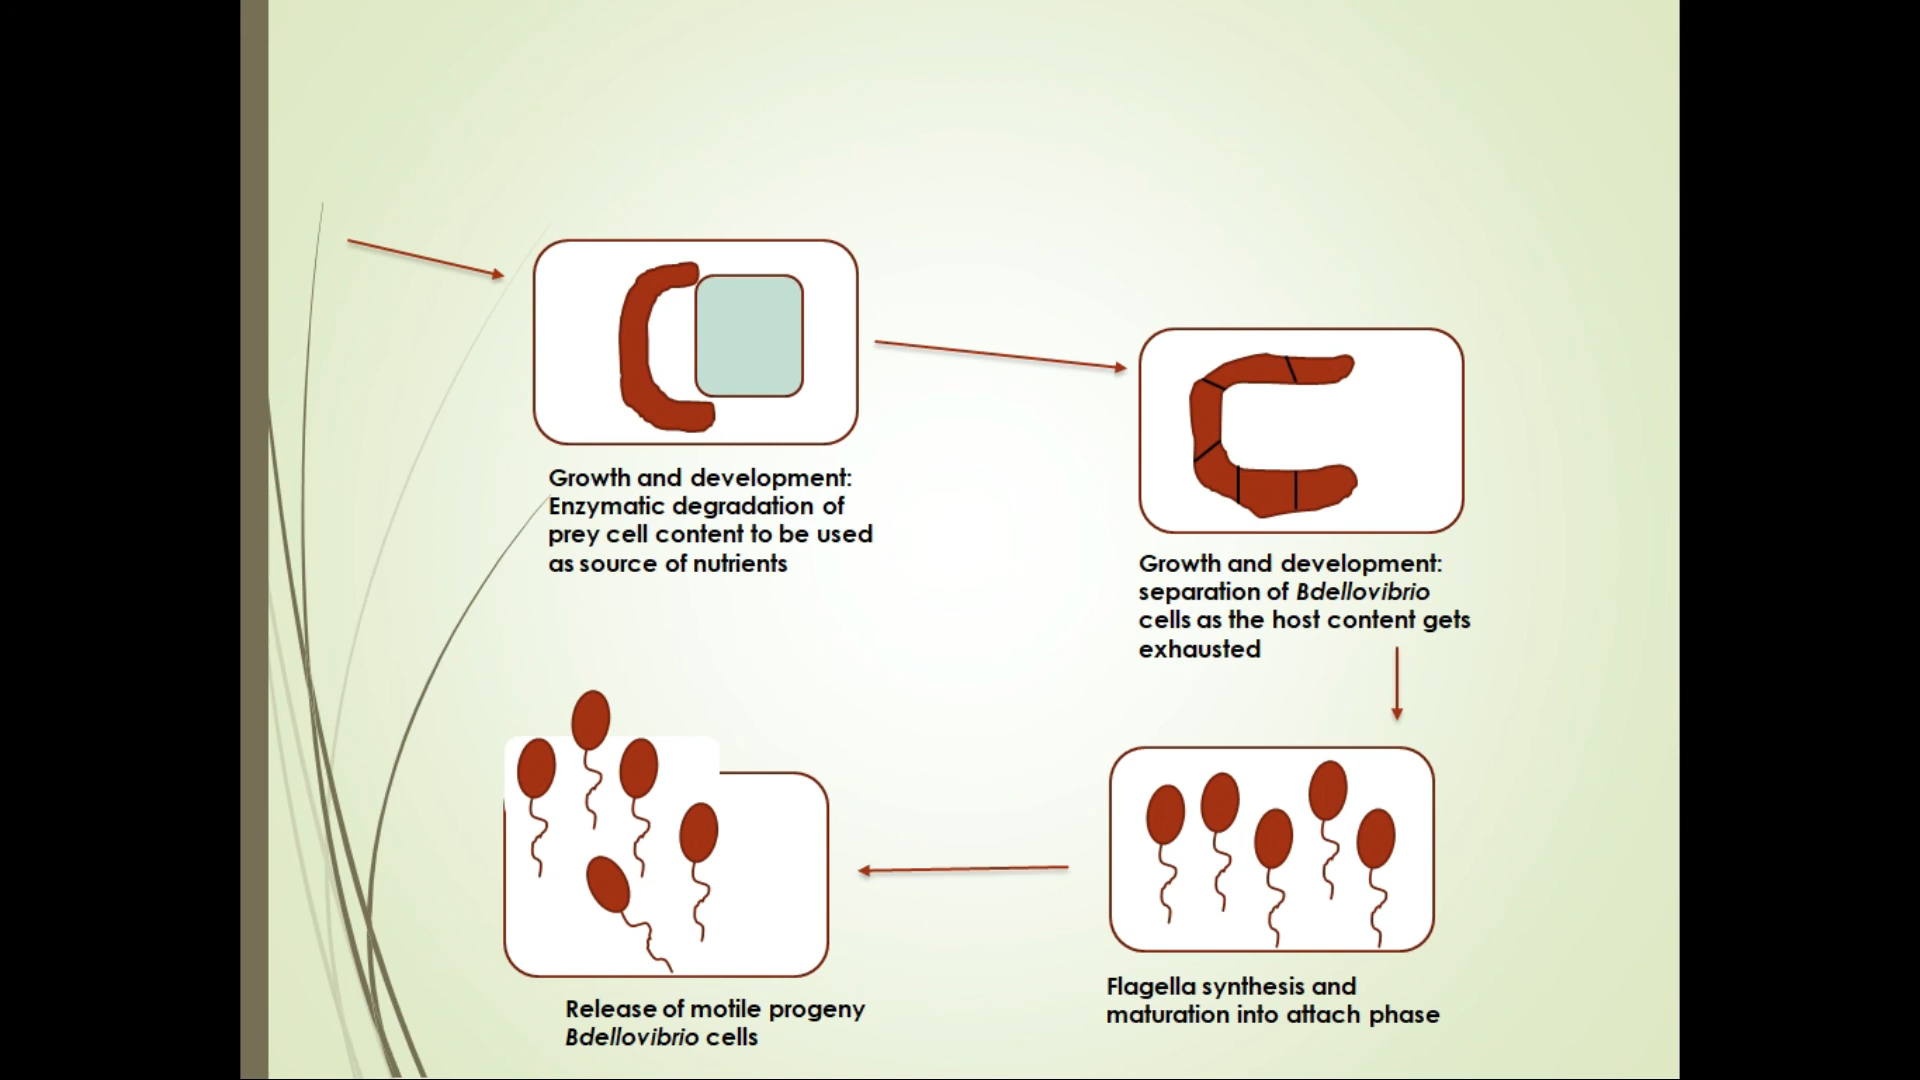 Growth and development:
Enzymatic degradation of
prey cell content to be used
as source of nutrients
Growth and development:
separation of Bdellovibrio
cells as the host content gets
exhausted
Flagella synthesis and
maturation into attach phase
Release of motile progeny
Bdellovibrio cells